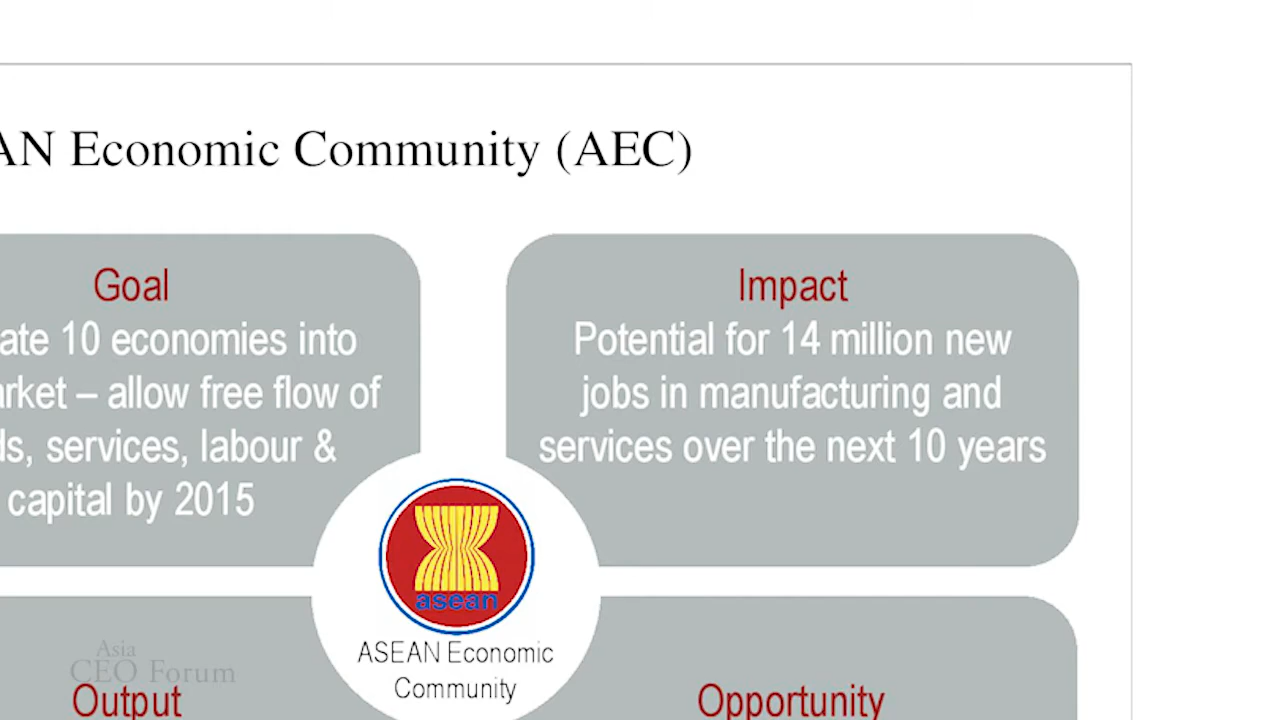 AN Economic Community (AEC)
Goal
ate 10 economies into
arket – allow free flow of
ds, services, labour &
capital by 2015
Impact
Potential for 14 million new
jobs in manufacturing and
services over the next 10 years
asean
ASEAN Economic
Community
Asia
CEO Forum
Output
Opportunity